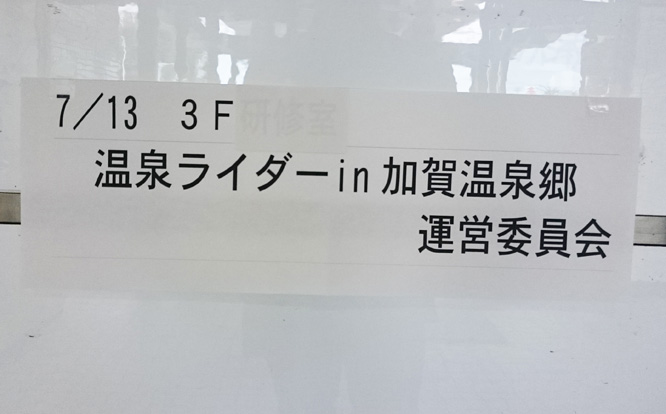 7／13　３Ｆ 研修室
温泉ライダーin加賀温泉郷
運営委員会